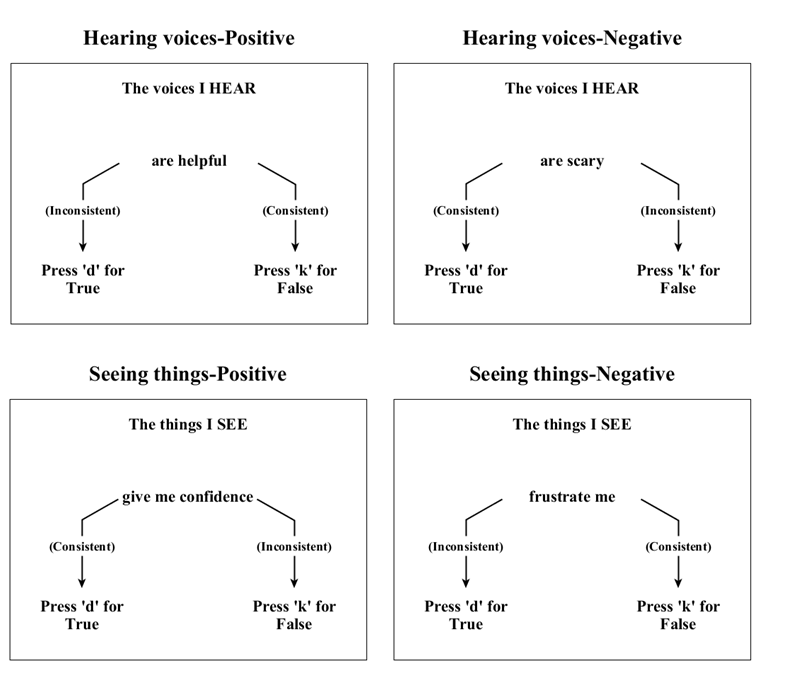 Hearing voices-Positive
The voices I HEAR
are helpful
(Inconsistent) (Consistent)
Press 'd' for Press 'k' for
True False
Hearing voices-Negative
The voices I HEAR
are scary
(Consistent) (Inconsistent)
Press 'd' for Press 'k' for
True False
Seeing things-Positive
The things I SEE
give me confidence
(Consistent) (Inconsistent)
Press 'd' for Press 'k' for
True False
Seeing things-Negative
The things I SEE
frustrate me
(Inconsistent) (Consistent)
Press 'd' for Press 'k' for
True False